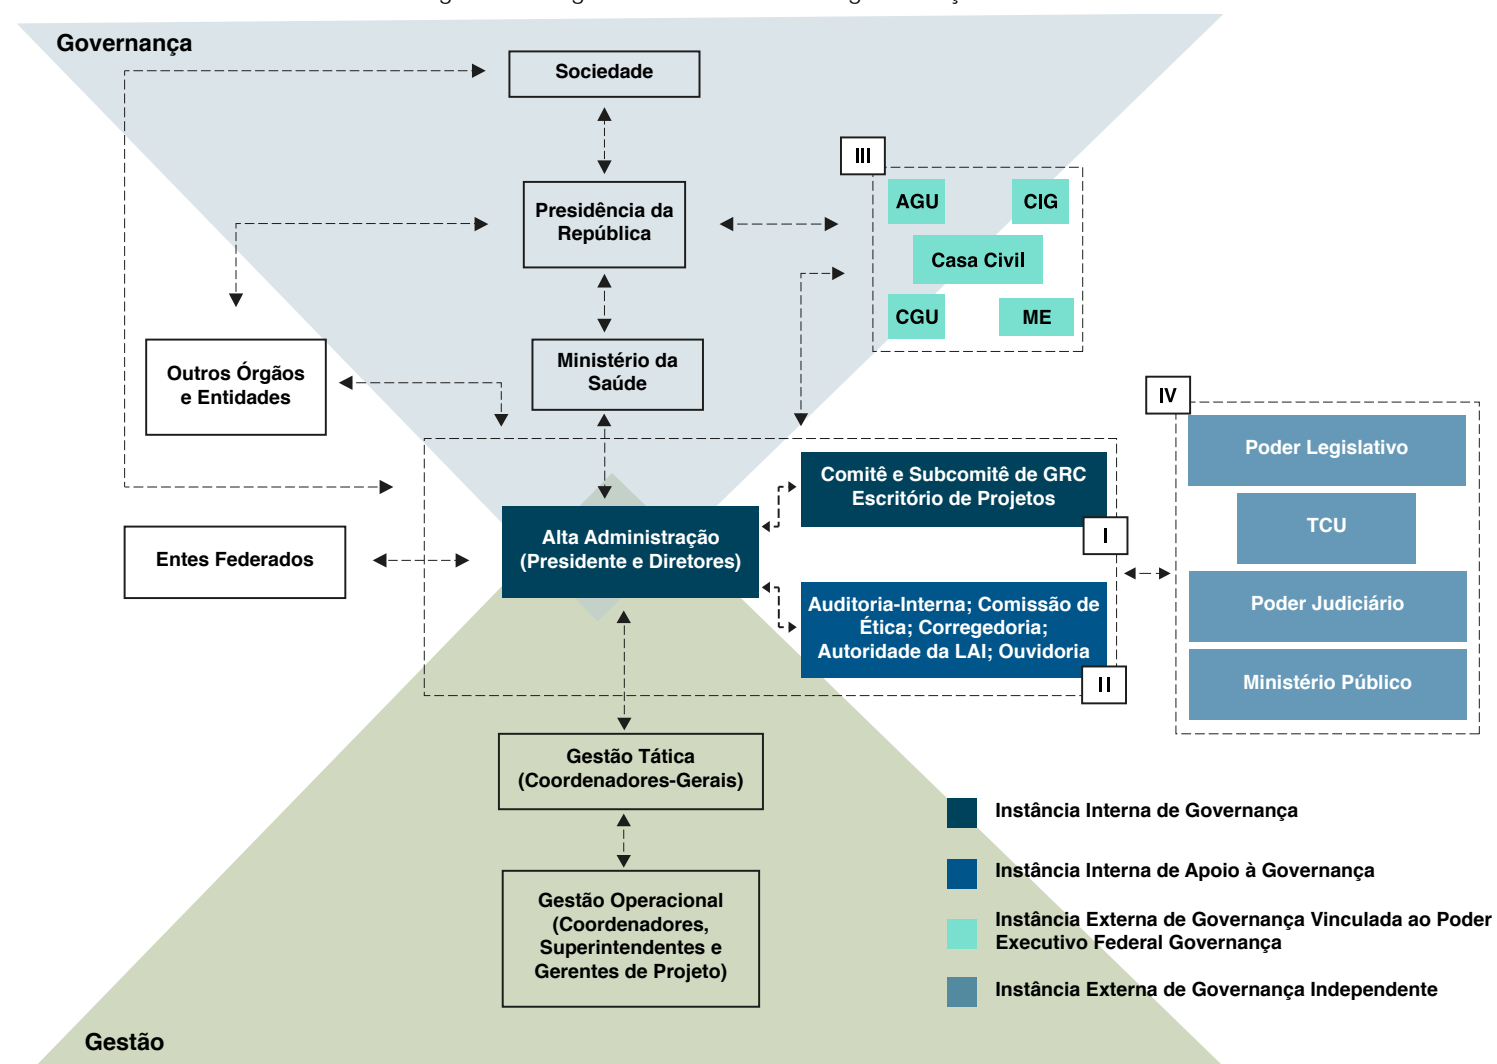 Governança
Sociedade
III
AGU
CIG
Presidência da
República
Casa Civil
CGU
ME
Ministério da
Saúde
Outros Órgãos
e Entidades
IV
Poder Legislativo
Comitê e Subcomitê de GRC
Escritório de Projetos
TCU
I
Alta Administração
(Presidente e Diretores)
Entes Federados
Auditoria-Interna; Comissão de
Ética; Corregedoria;
Autoridade da LAI; Ouvidoria
Poder Judiciário
II
Ministério Público
Gestão Tática
(Coordenadores-Gerais)
Gestão Operacional
(Coordenadores,
Superintendentes e
Gerentes de Projeto)
Instância Interna de Governança
Instância Interna de Apoio à Governança
Instância Externa de Governança Vinculada ao Poder
Executivo Federal Governança
Instância Externa de Governança Independente
Gestão